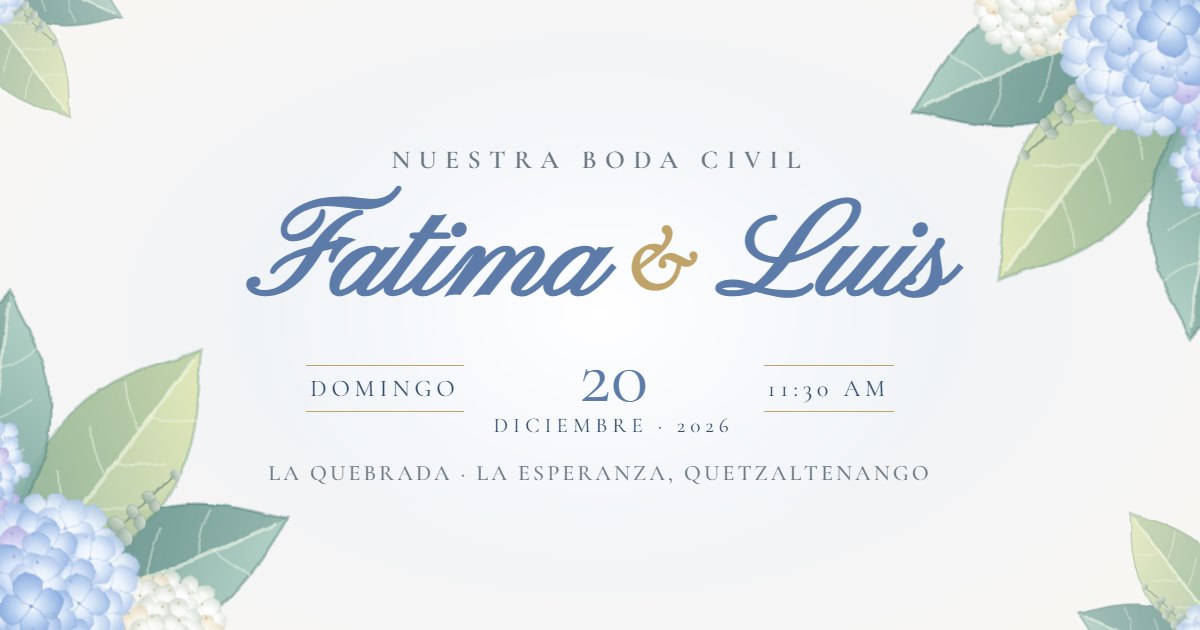 NUESTRA BODA CIVIL
Fatima & Luis
DOMINGO
20
11:30 AM
DICIEMBRE · 2026
LA QUEBRADA · LA ESPERANZA, QUETZALTENANGO